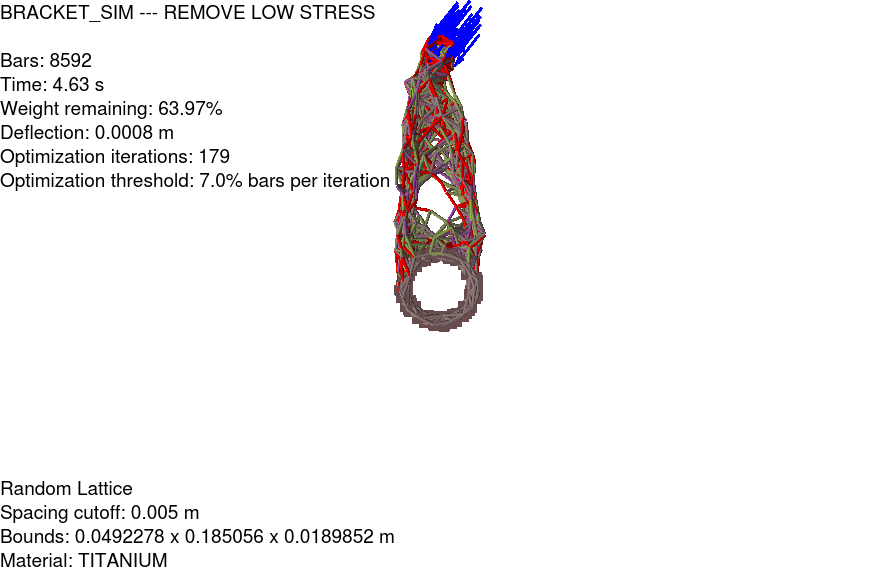 BRACKET_SIM --- REMOVE LOW STRESS
Bars: 8592
Time: 4.63 s
Weight remaining: 63.97%
Deflection: 0.0008 m
Optimization iterations: 179
Optimization threshold: 7.0% bars per iteration
Random Lattice
Spacing cutoff: 0.005 m
Bounds: 0.0492278 x 0.185056 x 0.0189852 m
Material: TITANIUM